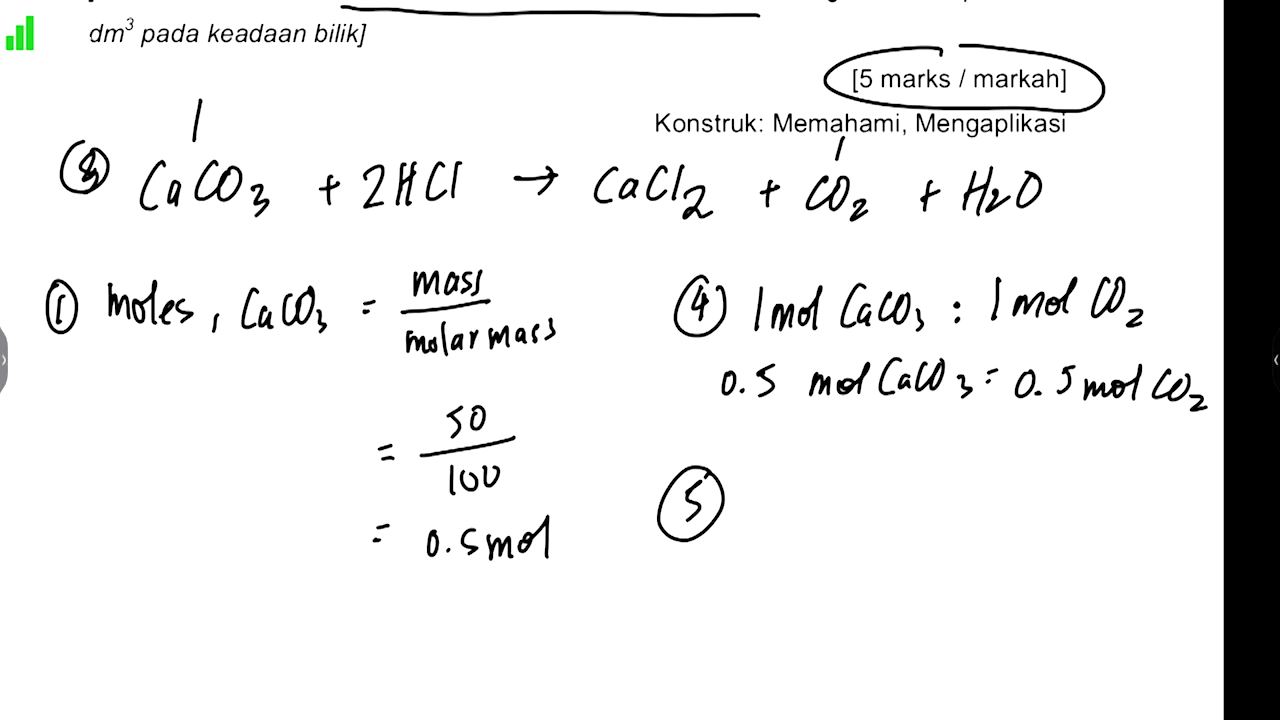 dm³ pada keadaan bilik]
[5 marks / markah]
Konstruk: Memahami, Mengaplikasi
1 1
CaCO₃ + 2HCl → CaCl₂ + CO₂ + H₂O
① moles, CaCO₃ = mass / molar mass
= 50 / 100
= 0.5 mol
④ 1 mol CaCO₃ : 1 mol CO₂
0.5 mol CaCO₃ = 0.5 mol CO₂
⑤